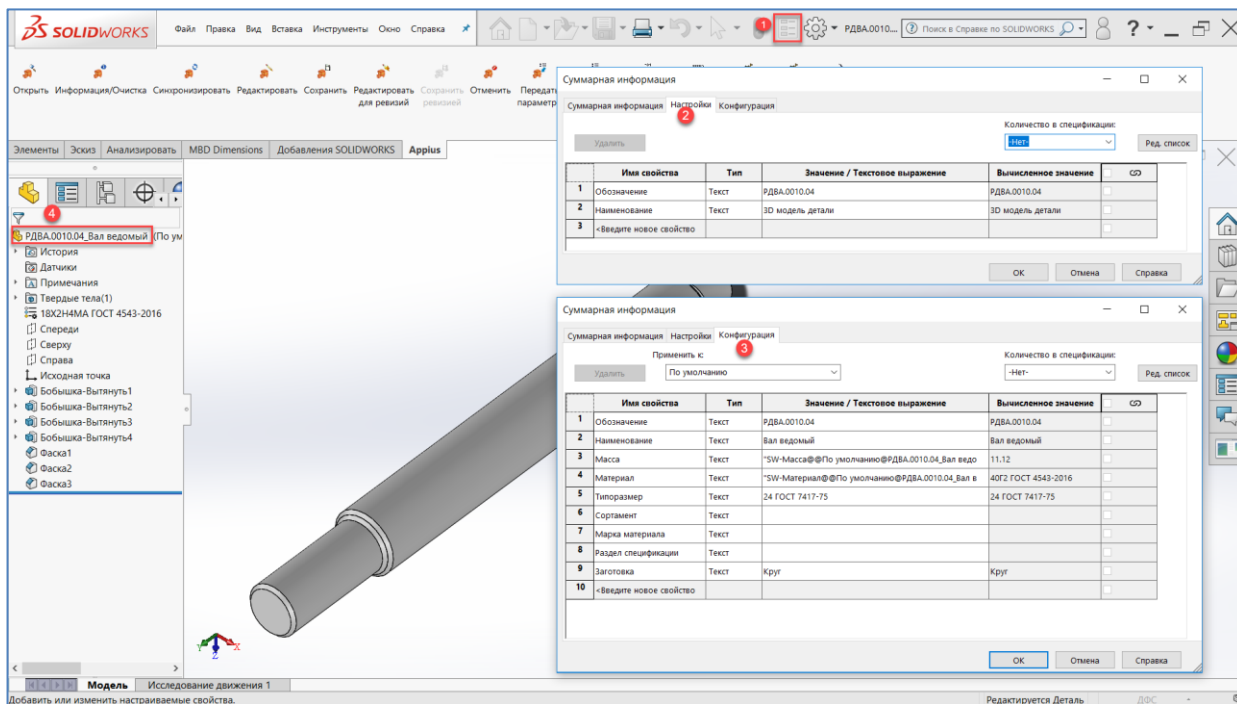 SOLIDWORKS Файл Правка Вид Вставка Инструменты Окно Справка 1 РДВА.0010.... Поиск в Справке по SOLIDWORKS ?
Открыть Информация/Очистка Синхронизировать Редактировать Сохранить Редактировать для ревизий Сохранить ревизией Отменить Передать параметр
Элементы Эскиз Анализировать MBD Dimensions Добавления SOLIDWORKS Appius
4
РДВА.0010.04_Вал ведомый (По ум
История
Датчики
Примечания
Твердые тела(1)
18Х2Н4МА ГОСТ 4543-2016
Спереди
Сверху
Справа
Исходная точка
Бобышка-Вытянуть1
Бобышка-Вытянуть2
Бобышка-Вытянуть3
Бобышка-Вытянуть4
Фаска1
Фаска2
Фаска3
Суммарная информация
Суммарная информация Настройки Конфигурация
2
Количество в спецификации:
Удалить -Нет- Ред. список
Имя свойства Тип Значение / Текстовое выражение Вычисленное значение
1 Обозначение Текст РДВА.0010.04 РДВА.0010.04
2 Наименование Текст 3D модель детали 3D модель детали
3 <Введите новое свойство
ОК Отмена Справка
Суммарная информация
Суммарная информация Настройки Конфигурация
3
Применить к: Количество в спецификации:
Удалить По умолчанию -Нет- Ред. список
Имя свойства Тип Значение / Текстовое выражение Вычисленное значение
1 Обозначение Текст РДВА.0010.04 РДВА.0010.04
2 Наименование Текст Вал ведомый Вал ведомый
3 Масса Текст "SW-Масса@@По умолчанию@РДВА.0010.04_Вал ведо 11.12
4 Материал Текст "SW-Материал@@По умолчанию@РДВА.0010.04_Вал в 40Г2 ГОСТ 4543-2016
5 Типоразмер Текст 24 ГОСТ 7417-75 24 ГОСТ 7417-75
6 Сортамент Текст
7 Марка материала Текст
8 Раздел спецификации Текст
9 Заготовка Текст Круг Круг
10 <Введите новое свойство
ОК Отмена Справка
Y X Z
Модель Исследование движения 1
Добавить или изменить настраиваемые свойства. Редактируется Деталь ДФС -